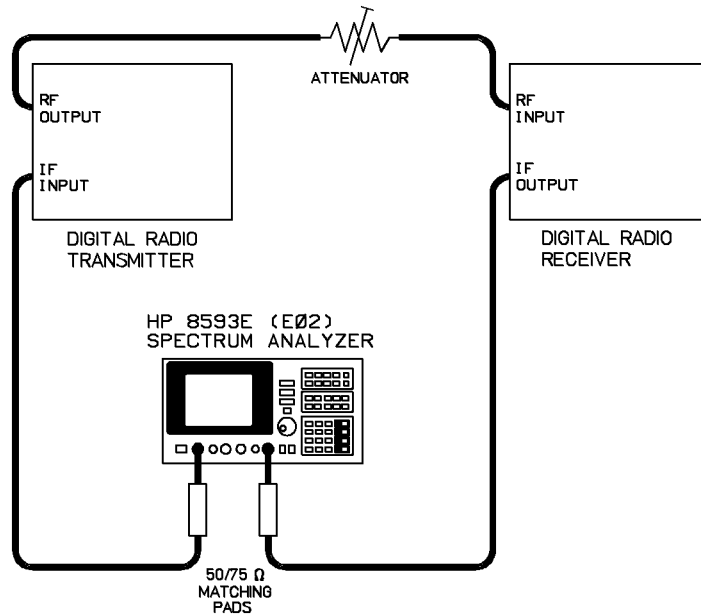 ATTENUATOR
RF
OUTPUT
IF
INPUT
DIGITAL RADIO
TRANSMITTER
RF
INPUT
IF
OUTPUT
DIGITAL RADIO
RECEIVER
HP 8593E (EØ2)
SPECTRUM ANALYZER
50/75 Ω
MATCHING
PADS